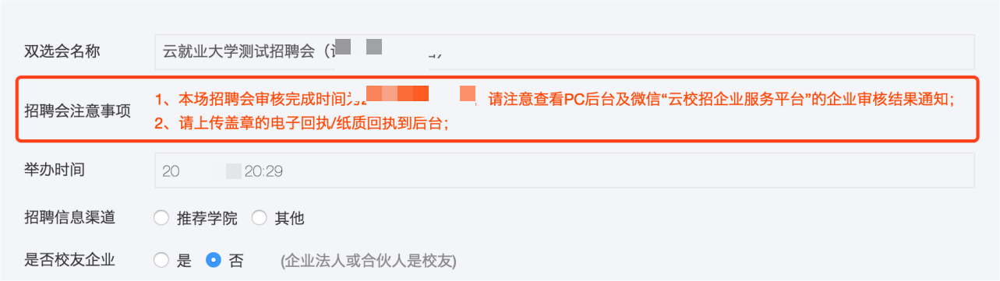 双选会名称
云就业大学测试招聘会（
招聘会注意事项
1、本场招聘会审核完成时间为2 请注意查看PC后台及微信“云校招企业服务平台”的企业审核结果通知；
2、请上传盖章的电子回执/纸质回执到后台；
举办时间
20 20:29
招聘信息渠道
推荐学院 其他
是否校友企业
是 否 (企业法人或合伙人是校友)